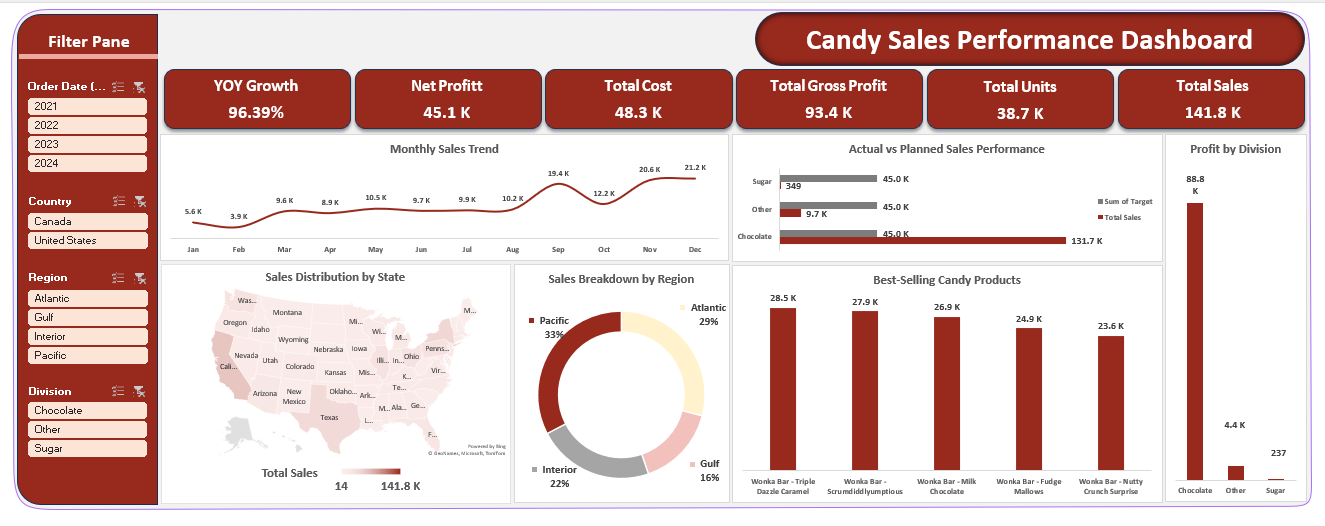 Filter Pane
Candy Sales Performance Dashboard
Order Date (...
2021
2022
2023
2024
Country
Canada
United States
Region
Atlantic
Gulf
Interior
Pacific
Division
Chocolate
Other
Sugar
YOY Growth
96.39%
Net Profitt
45.1 K
Total Cost
48.3 K
Total Gross Profit
93.4 K
Total Units
38.7 K
Total Sales
141.8 K
Monthly Sales Trend
5.6 K 3.9 K 9.6 K 8.9 K 10.5 K 9.7 K 9.9 K 10.2 K 19.4 K 12.2 K 20.6 K 21.2 K
Jan Feb Mar Apr May Jun Jul Aug Sep Oct Nov Dec
Actual vs Planned Sales Performance
Sugar 45.0 K
349
Other 45.0 K
9.7 K
Chocolate 45.0 K
131.7 K
Sum of Target
Total Sales
Profit by Division
88.8
K
4.4 K
237
Chocolate Other Sugar
Sales Distribution by State
Was...
Montana
M...
Oregon
Idaho
Mi...
Wi...
Wyoming
M...
Nevada
Nebraska
Iowa
Penns...
Utah
Illi...
In...
Ohio
Cali...
Colorado
Kansas
Mis...
Vir...
K...
Arizona
New
Mexico
Oklaho...
Ark...
Te...
M...
Ala...
Ge...
Texas
L...
F...
Powered by Bing
© GeoNames, Microsoft, TomTom
Total Sales
14 141.8 K
Sales Breakdown by Region
Atlantic
29%
Pacific
33%
Interior
22%
Gulf
16%
Best-Selling Candy Products
28.5 K 27.9 K 26.9 K 24.9 K 23.6 K
Wonka Bar - Triple
Dazzle Caramel
Wonka Bar -
Scrumdiddlyumptious
Wonka Bar - Milk
Chocolate
Wonka Bar - Fudge
Mallows
Wonka Bar - Nutty
Crunch Surprise